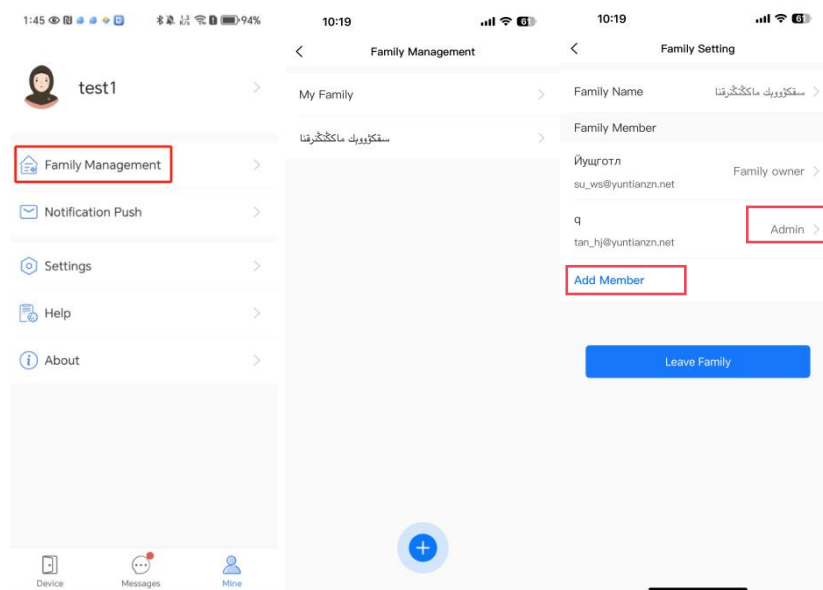 1:45
94%
test1
Family Management
Notification Push
Settings
Help
About
Device
Messages
Mine
10:19
61
Family Management
My Family
10:19
61
Family Setting
Family Name
Family Member
Йущготл
su_ws@yuntianzn.net
Family owner
q
tan_hj@yuntianzn.net
Admin
Add Member
Leave Family